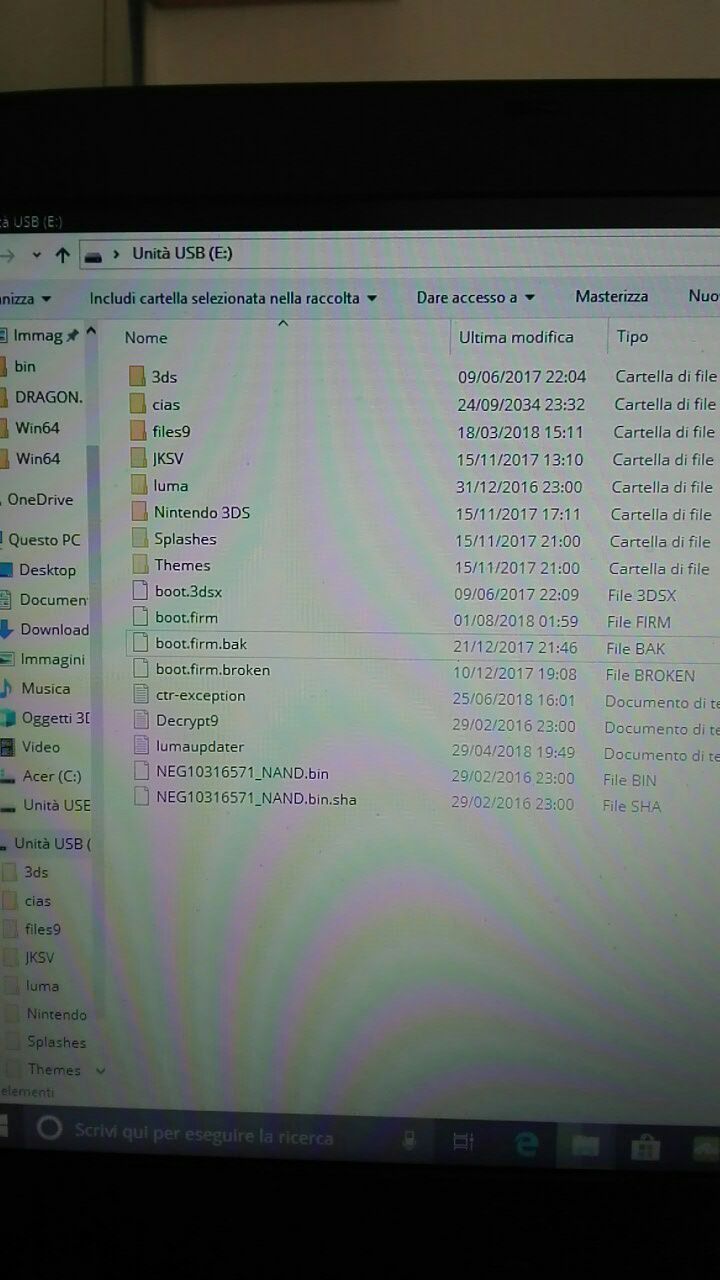 à USB (E:)
Unità USB (E:)
nizza
Includi cartella selezionata nella raccolta
Dare accesso a
Masterizza
Nuo
Immag
bin
DRAGON.
Win64
Win64
OneDrive
Questo PC
Desktop
Documen
Download
Immagini
Musica
Oggetti 3D
Video
Acer (C:)
Unità USB
Unità USB (
3ds
cias
files9
JKSV
luma
Nintendo
Splashes
Themes
elementi
Nome Ultima modifica Tipo
3ds 09/06/2017 22:04 Cartella di file
cias 24/09/2034 23:32 Cartella di file
files9 18/03/2018 15:11 Cartella di file
JKSV 15/11/2017 13:10 Cartella di file
luma 31/12/2016 23:00 Cartella di file
Nintendo 3DS 15/11/2017 17:11 Cartella di file
Splashes 15/11/2017 21:00 Cartella di file
Themes 15/11/2017 21:00 Cartella di file
boot.3dsx 09/06/2017 22:09 File 3DSX
boot.firm 01/08/2018 01:59 File FIRM
boot.firm.bak 21/12/2017 21:46 File BAK
boot.firm.broken 10/12/2017 19:08 File BROKEN
ctr-exception 25/06/2018 16:01 Documento di te
Decrypt9 29/02/2016 23:00 Documento di te
lumaupdater 29/04/2018 19:49 Documento di te
NEG10316571_NAND.bin 29/02/2016 23:00 File BIN
NEG10316571_NAND.bin.sha 29/02/2016 23:00 File SHA
Scrivi qui per eseguire la ricerca